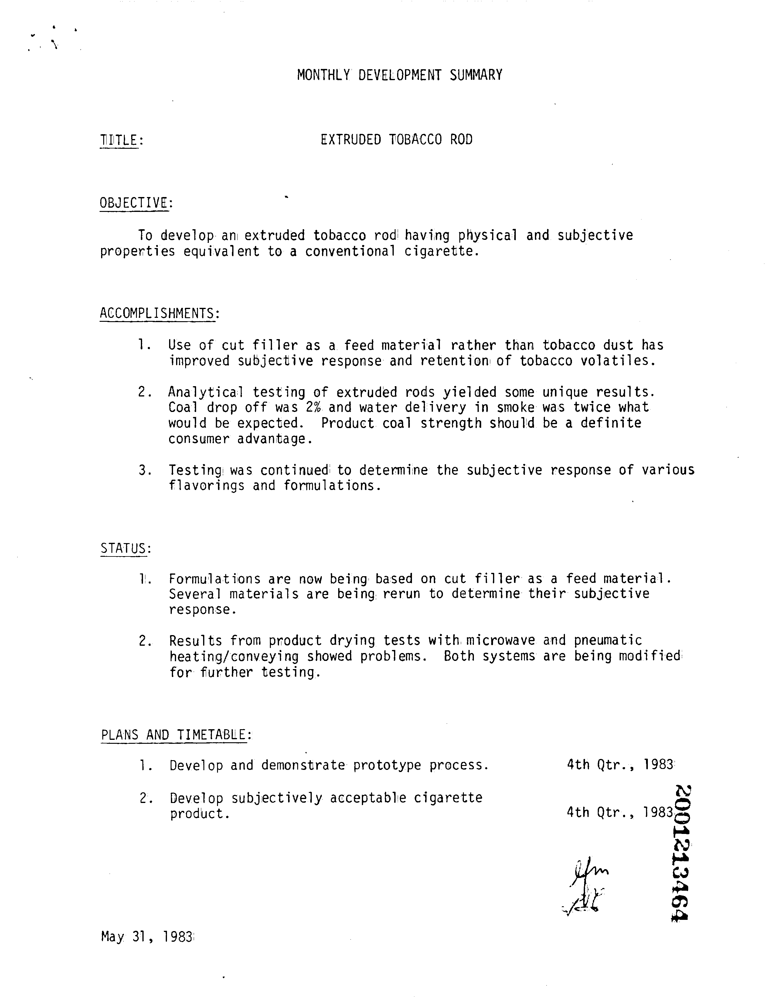 MONTHLY DEVELOPMENT SUMMARY
TITLE: EXTRUDED TOBACCO ROD
OBJECTIVE:
To develop an extruded tobacco rod having physical and subjective
properties equivalent to a conventional cigarette.
ACCOMPLISHMENTS:
1. Use of cut filler as a feed material rather than tobacco dust has
improved subjective response and retention of tobacco volatiles.
2. Analytical testing of extruded rods yielded some unique results.
Coal drop off was 2% and water delivery in smoke was twice what
would be expected. Product coal strength should be a definite
consumer advantage.
3. Testing was continued to determine the subjective response of various
flavorings and formulations.
STATUS:
1. Formulations are now being based on cut filler as a feed material.
Several materials are being rerun to determine their subjective
response.
2. Results from product drying tests with microwave and pneumatic
heating/conveying showed problems. Both systems are being modified
for further testing.
PLANS AND TIMETABLE:
1. Develop and demonstrate prototype process. 4th Qtr., 1983
2. Develop subjectively acceptable cigarette
product. 4th Qtr., 1983
2001213464
May 31, 1983